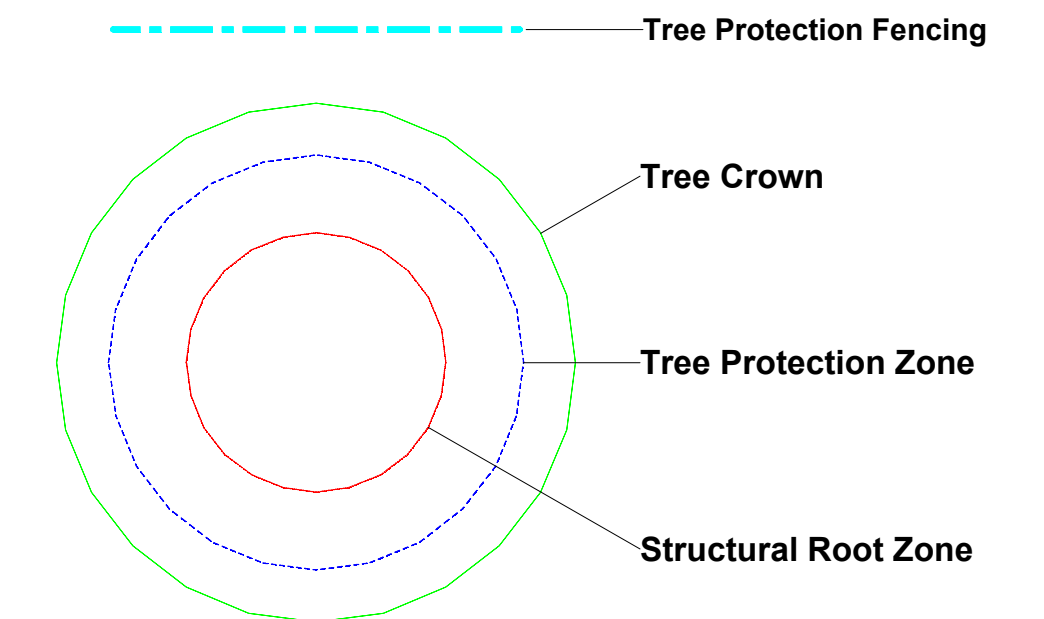 Tree Protection Fencing
Tree Crown
Tree Protection Zone
Structural Root Zone